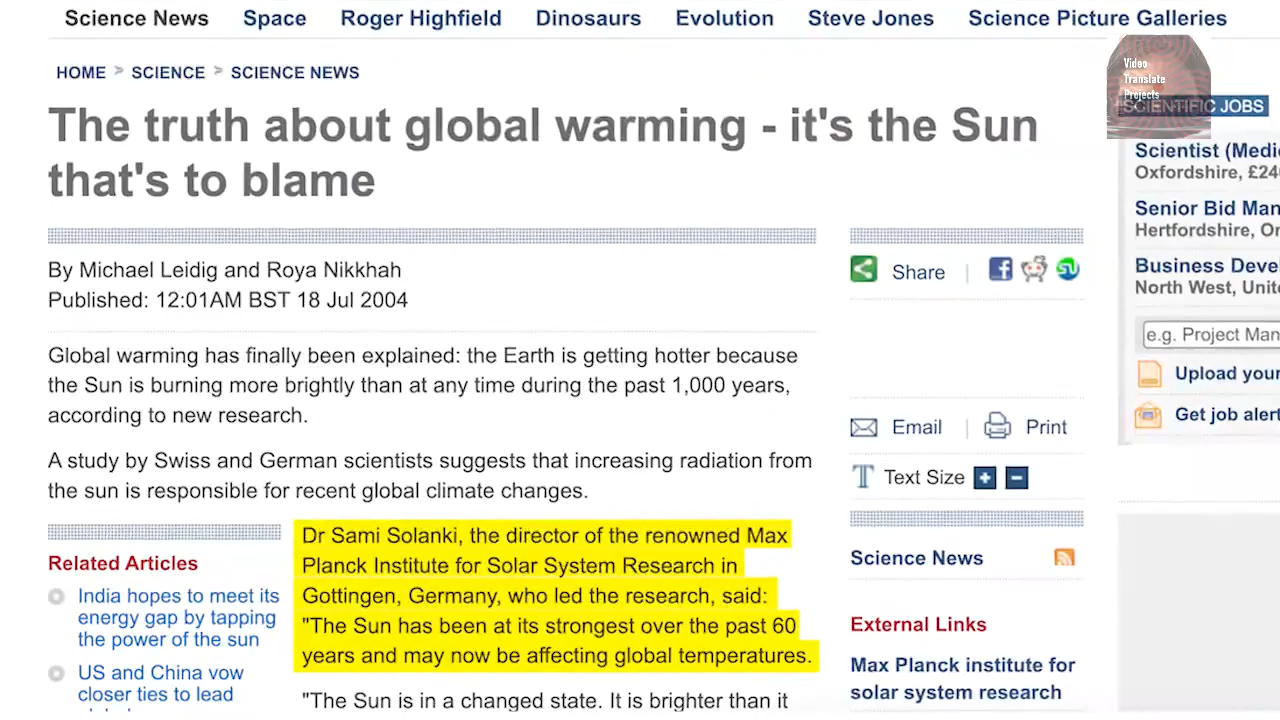 Science News Space Roger Highfield Dinosaurs Evolution Steve Jones Science Picture Galleries
HOME > SCIENCE > SCIENCE NEWS
The truth about global warming - it's the Sun
that's to blame
By Michael Leidig and Roya Nikkhah
Published: 12:01AM BST 18 Jul 2004
Global warming has finally been explained: the Earth is getting hotter because
the Sun is burning more brightly than at any time during the past 1,000 years,
according to new research.
A study by Swiss and German scientists suggests that increasing radiation from
the sun is responsible for recent global climate changes.
Related Articles
India hopes to meet its
energy gap by tapping
the power of the sun
US and China vow
closer ties to lead
Dr Sami Solanki, the director of the renowned Max
Planck Institute for Solar System Research in
Gottingen, Germany, who led the research, said:
"The Sun has been at its strongest over the past 60
years and may now be affecting global temperatures.
"The Sun is in a changed state. It is brighter than it
Share
Email | Print
Text Size + -
Science News
External Links
Max Planck institute for
solar system research
Video
Translate
Projects
SCIENTIFIC JOBS
Scientist (Medi
Oxfordshire, £24
Senior Bid Man
Hertfordshire, Or
Business Deve
North West, Unit
e.g. Project Man
Upload your
Get job alert